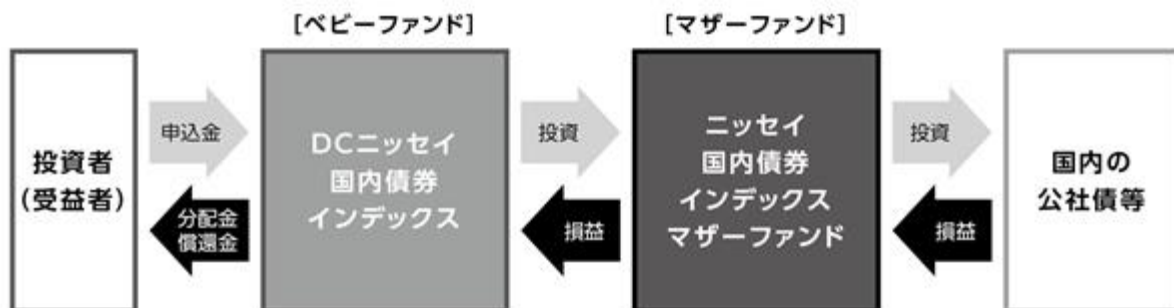 [ベビーファンド]
[マザーファンド]
投資者
(受益者)
申込金
分配金
償還金
DCニッセイ
国内債券
インデックス
投資
損益
ニッセイ
国内債券
インデックス
マザーファンド
投資
損益
国内の
公社債等